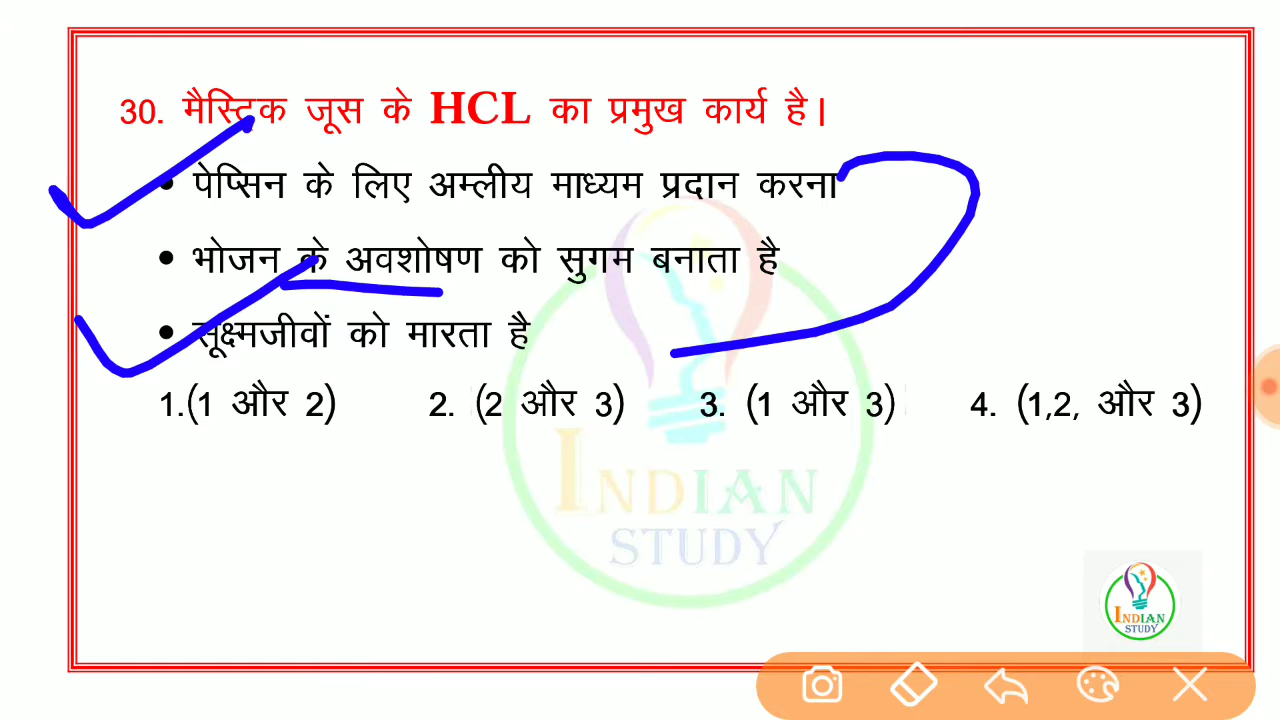 30. मैस्टिक जूस के HCL का प्रमुख कार्य है।
• पेप्सिन के लिए अम्लीय माध्यम प्रदान करना
• भोजन के अवशोषण को सुगम बनाता है
• सूक्ष्मजीवों को मारता है
1.(1 और 2) 2. (2 और 3) 3. (1 और 3) 4. (1,2, और 3)
INDIAN
STUDY
INDIAN
STUDY